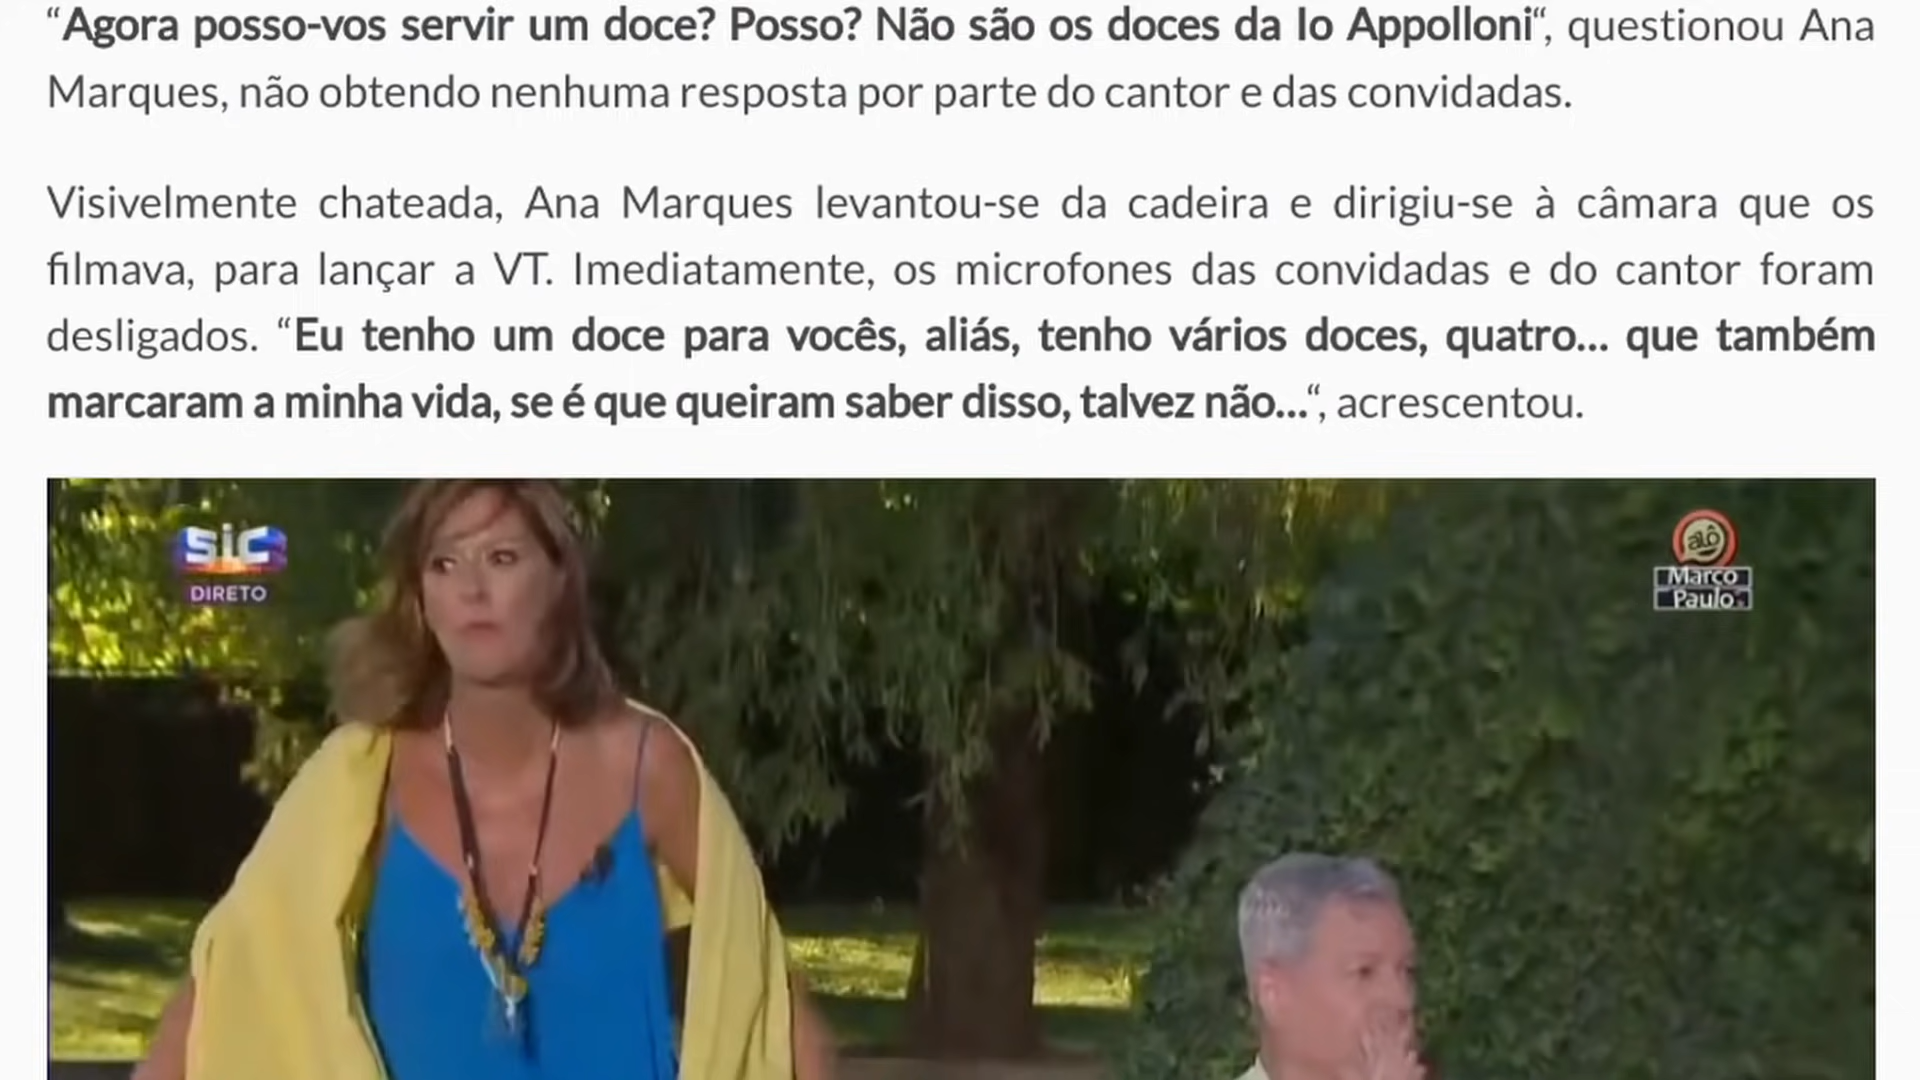 “Agora posso-vos servir um doce? Posso? Não são os doces da Io Appolloni“, questionou Ana
Marques, não obtendo nenhuma resposta por parte do cantor e das convidadas.
Visivelmente chateada, Ana Marques levantou-se da cadeira e dirigiu-se à câmara que os
filmava, para lançar a VT. Imediatamente, os microfones das convidadas e do cantor foram
desligados. “Eu tenho um doce para vocês, aliás, tenho vários doces, quatro… que também
marcaram a minha vida, se é que queiram saber disso, talvez não…“, acrescentou.
sic
DIRETO
alô
Marco
Paulo